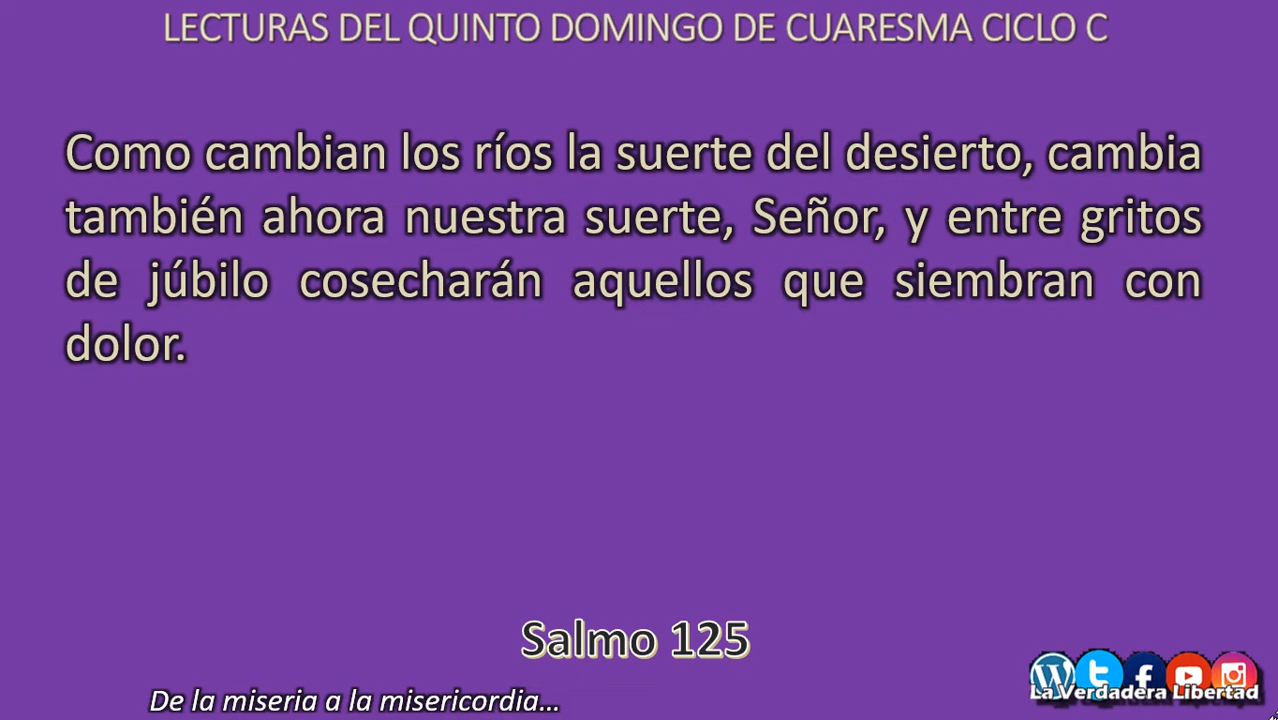 LECTURAS DEL QUINTO DOMINGO DE CUARESMA CICLO C
Como cambian los ríos la suerte del desierto, cambia
también ahora nuestra suerte, Señor, y entre gritos
de júbilo cosecharán aquellos que siembran con
dolor.
Salmo 125
La Verdadera Libertad
De la miseria a la misericordia...